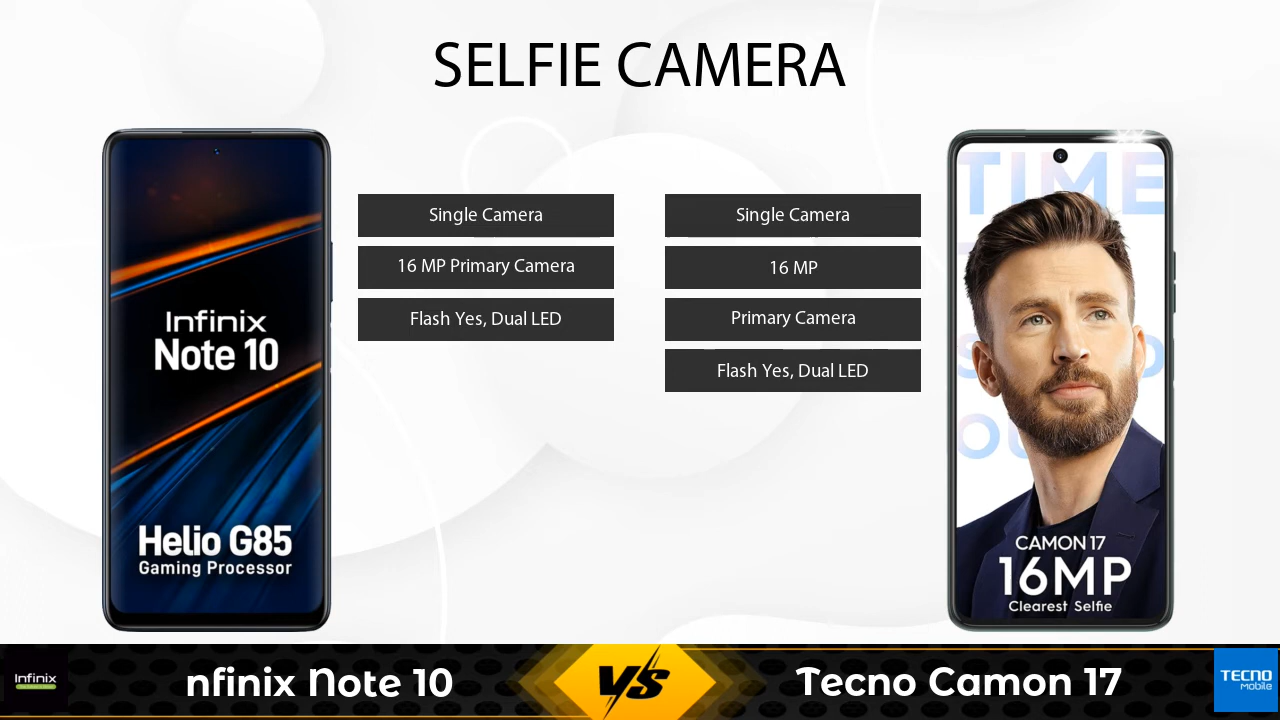 SELFIE CAMERA
Infinix
Note 10
Helio G85
Gaming Processor
Single Camera
16 MP Primary Camera
Flash Yes, Dual LED
Single Camera
16 MP
Primary Camera
Flash Yes, Dual LED
TIME
CAMON 17
16MP
Clearest Selfie
Infinix
nfinix Note 10
VS
Tecno Camon 17
TECNO
mobile